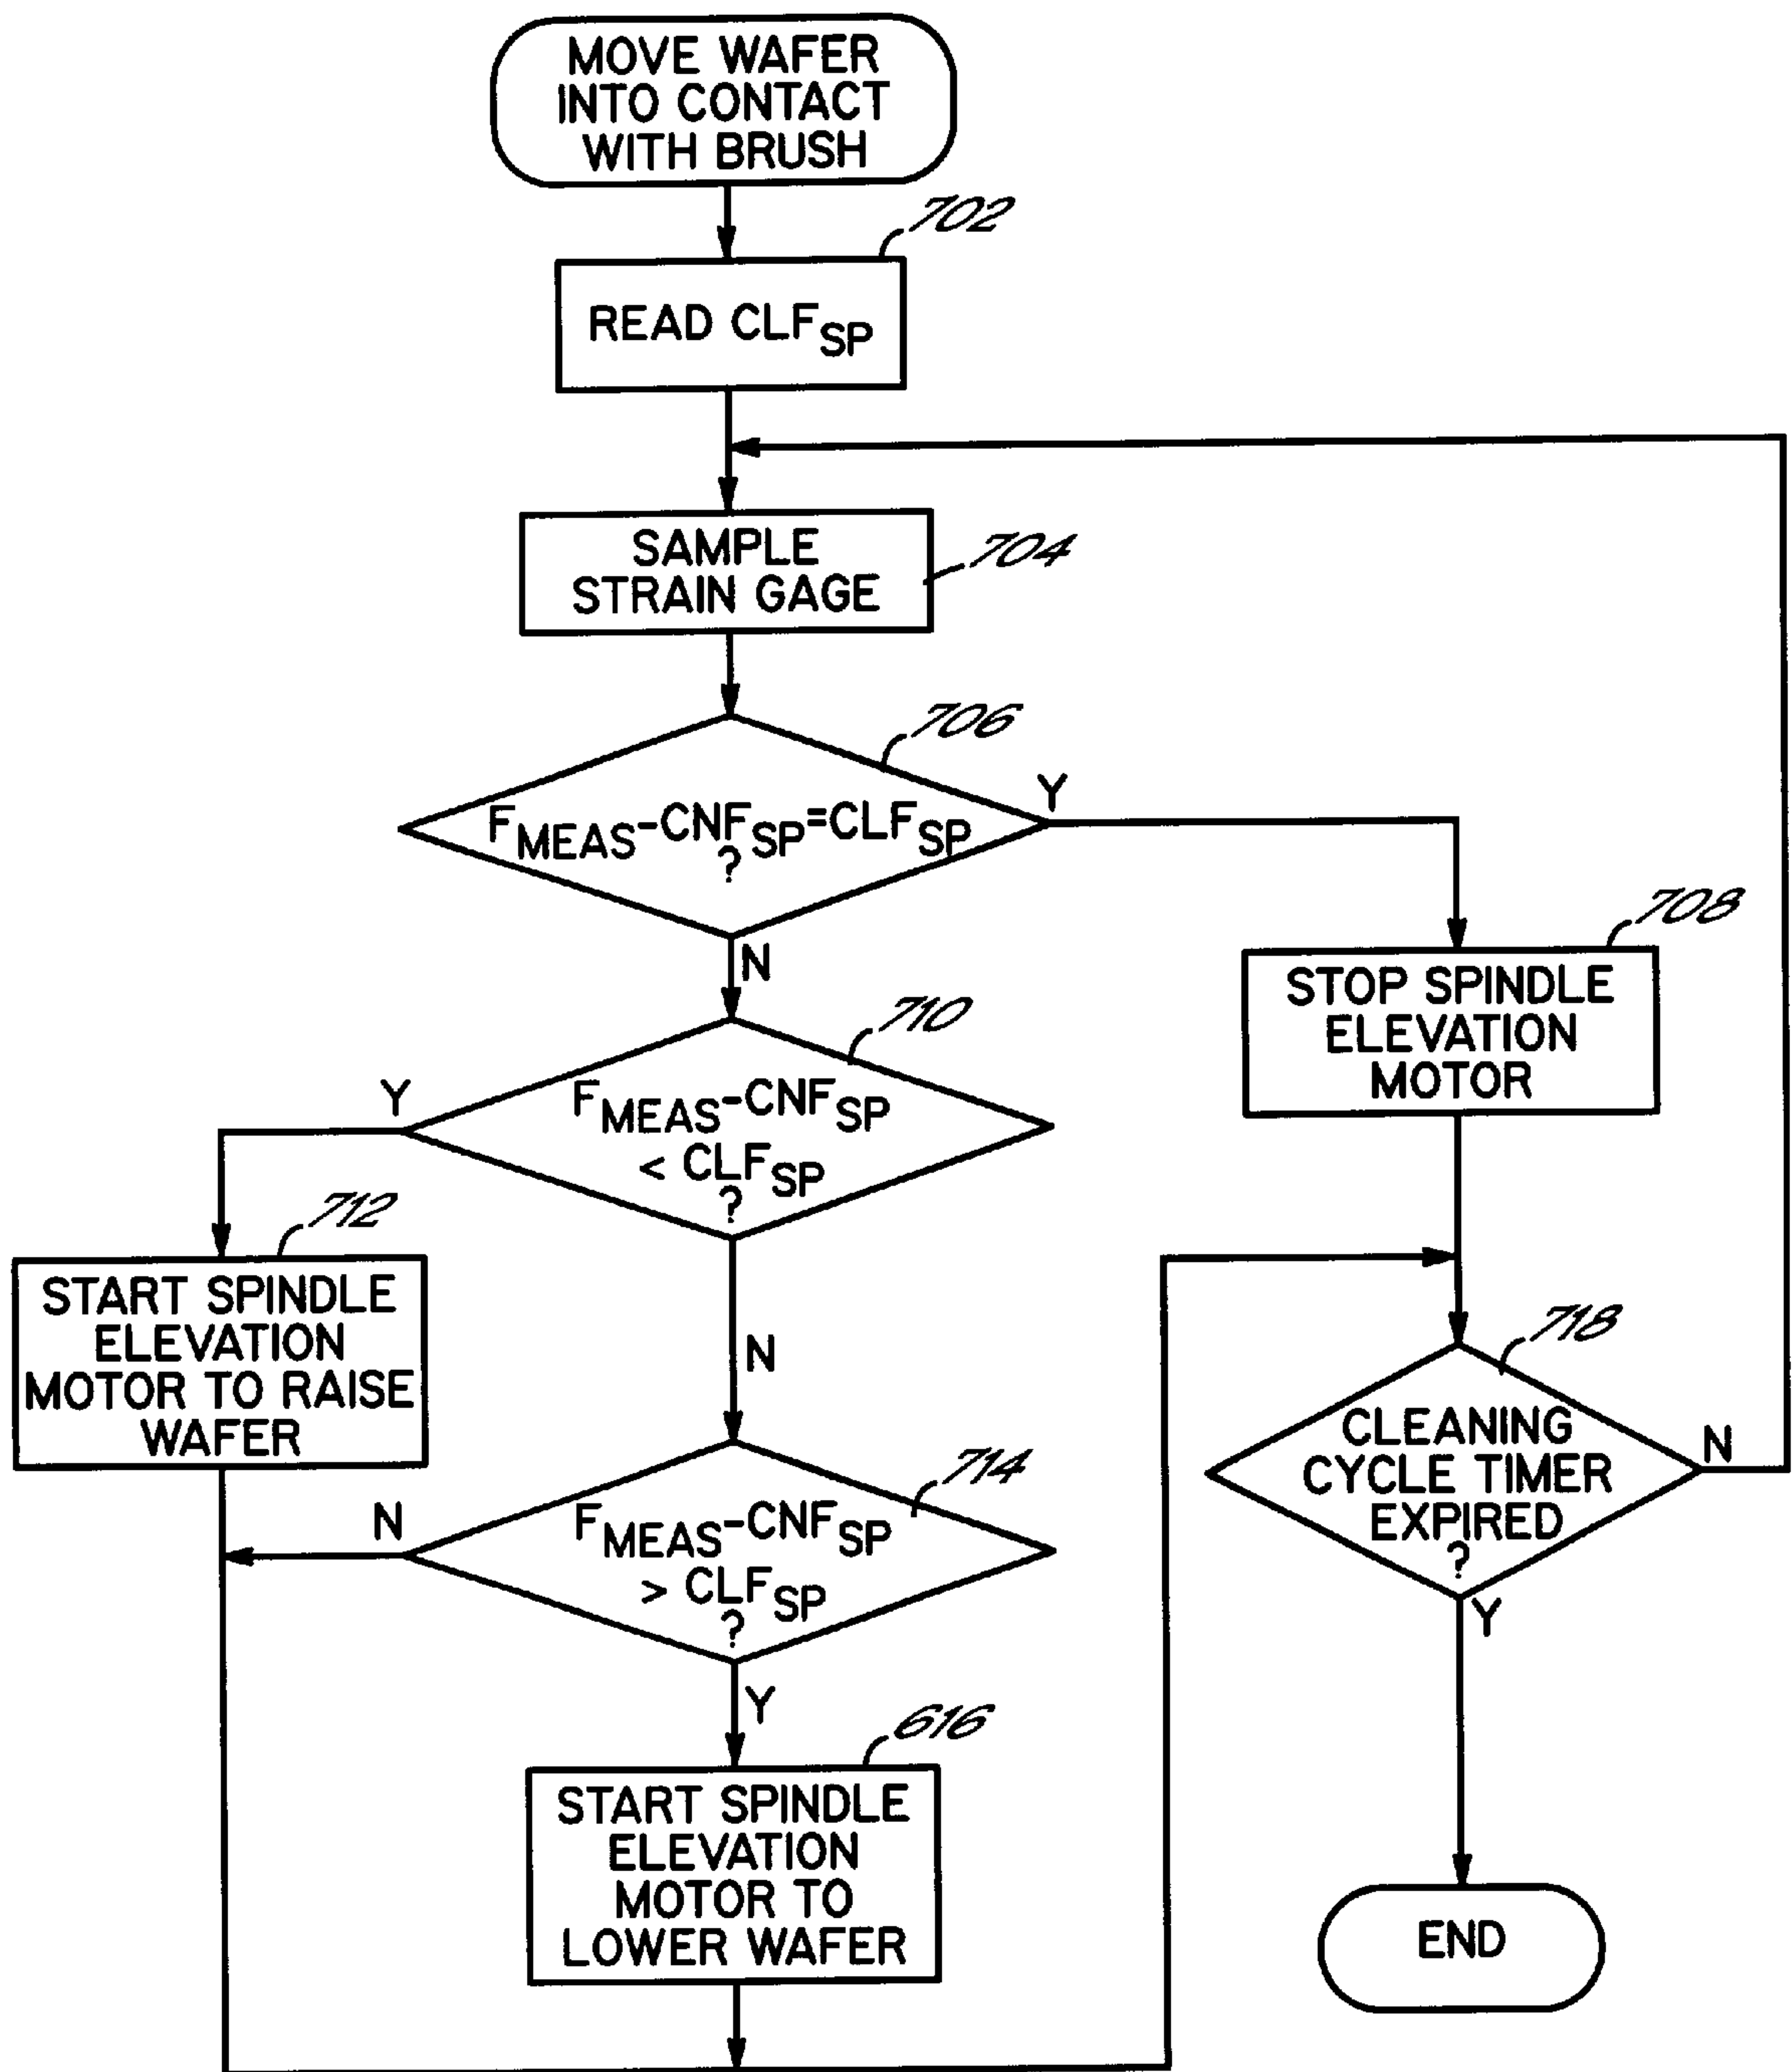 MOVE WAFER
INTO CONTACT
WITH BRUSH
702
READ CLFSP
SAMPLE
STRAIN GAGE
704
706
FMEAS-CNFSP=CLFSP
?
Y
N
708
STOP SPINDLE
ELEVATION
MOTOR
710
FMEAS-CNFSP
< CLFSP
?
Y
N
712
START SPINDLE
ELEVATION
MOTOR TO RAISE
WAFER
714
FMEAS-CNFSP
> CLFSP
?
N
Y
616
START SPINDLE
ELEVATION
MOTOR TO
LOWER WAFER
718
CLEANING
CYCLE TIMER
EXPIRED
?
N
Y
END